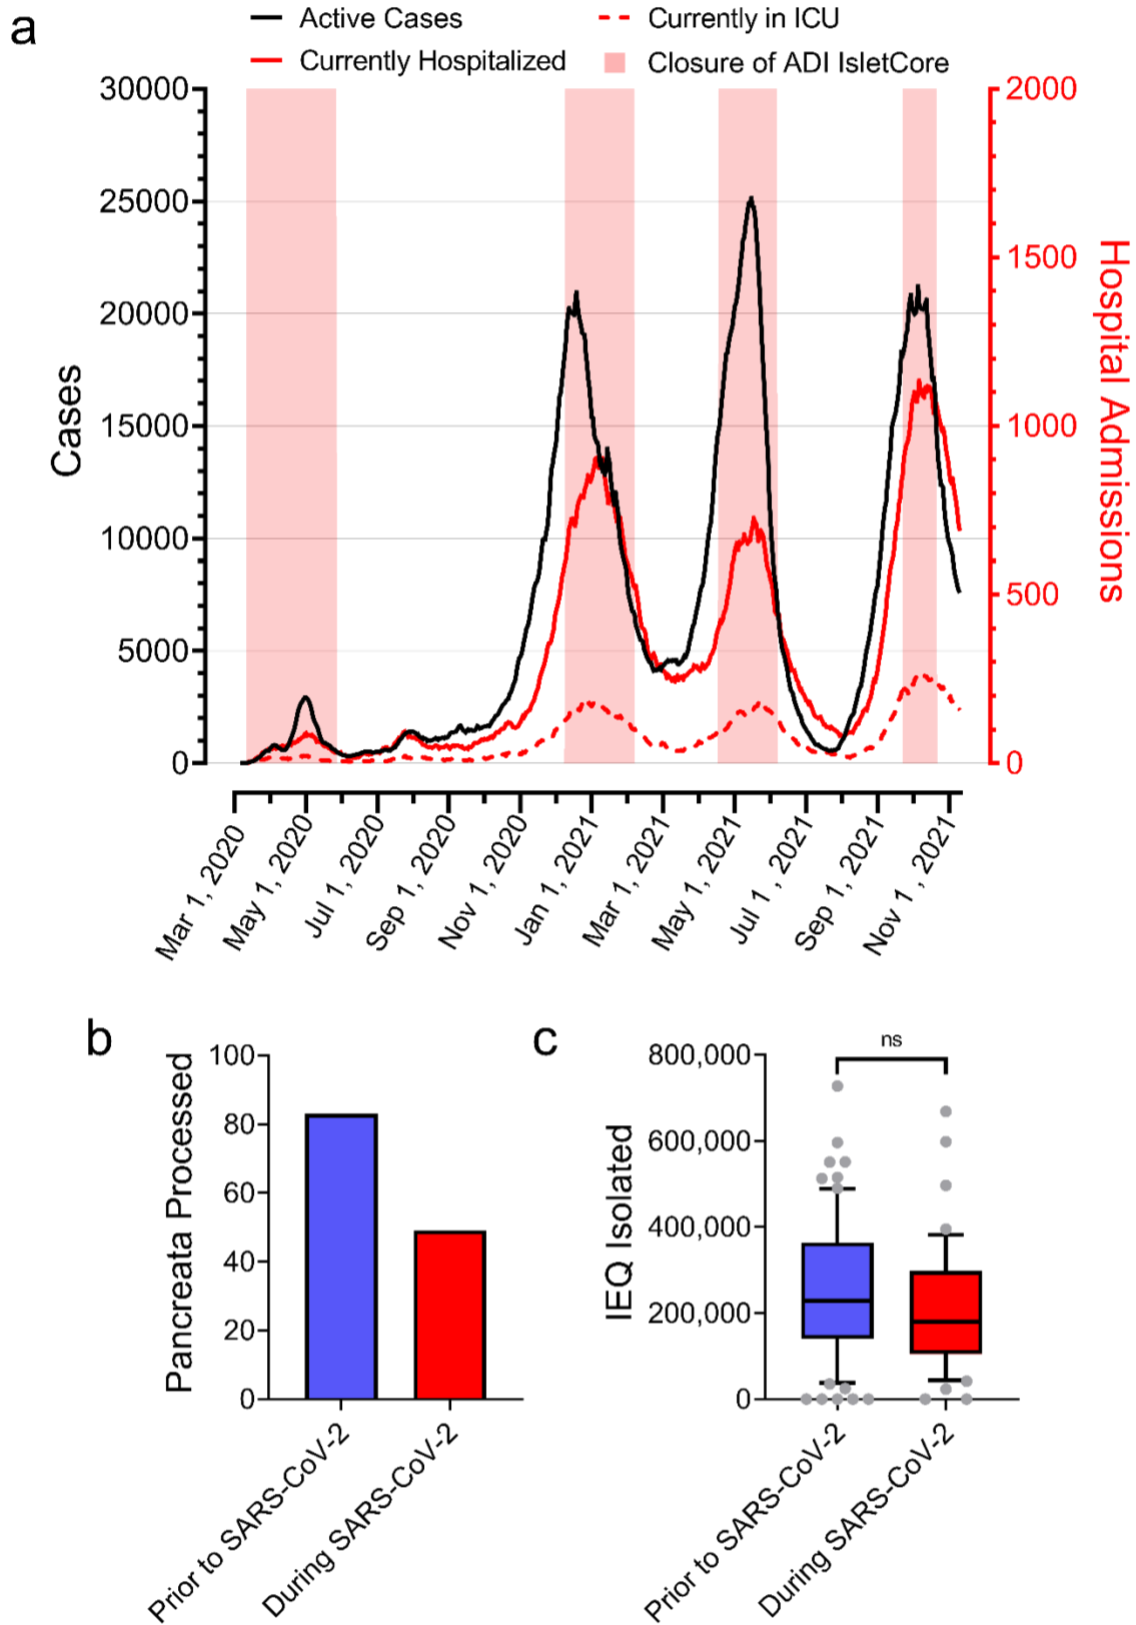 a
Active Cases
Currently in ICU
Currently Hospitalized
Closure of ADI IsletCore
30000
25000
20000
15000
10000
5000
0
Cases
2000
1500
1000
500
0
Hospital Admissions
Mar 1, 2020
May 1, 2020
Jul 1, 2020
Sep 1, 2020
Nov 1, 2020
Jan 1, 2021
Mar 1, 2021
May 1, 2021
Jul 1, 2021
Sep 1, 2021
Nov 1, 2021
b
Pancreata Processed
100
80
60
40
20
0
Prior to SARS-CoV-2
During SARS-CoV-2
c
ns
IEQ Isolated
800,000
600,000
400,000
200,000
0
Prior to SARS-CoV-2
During SARS-CoV-2